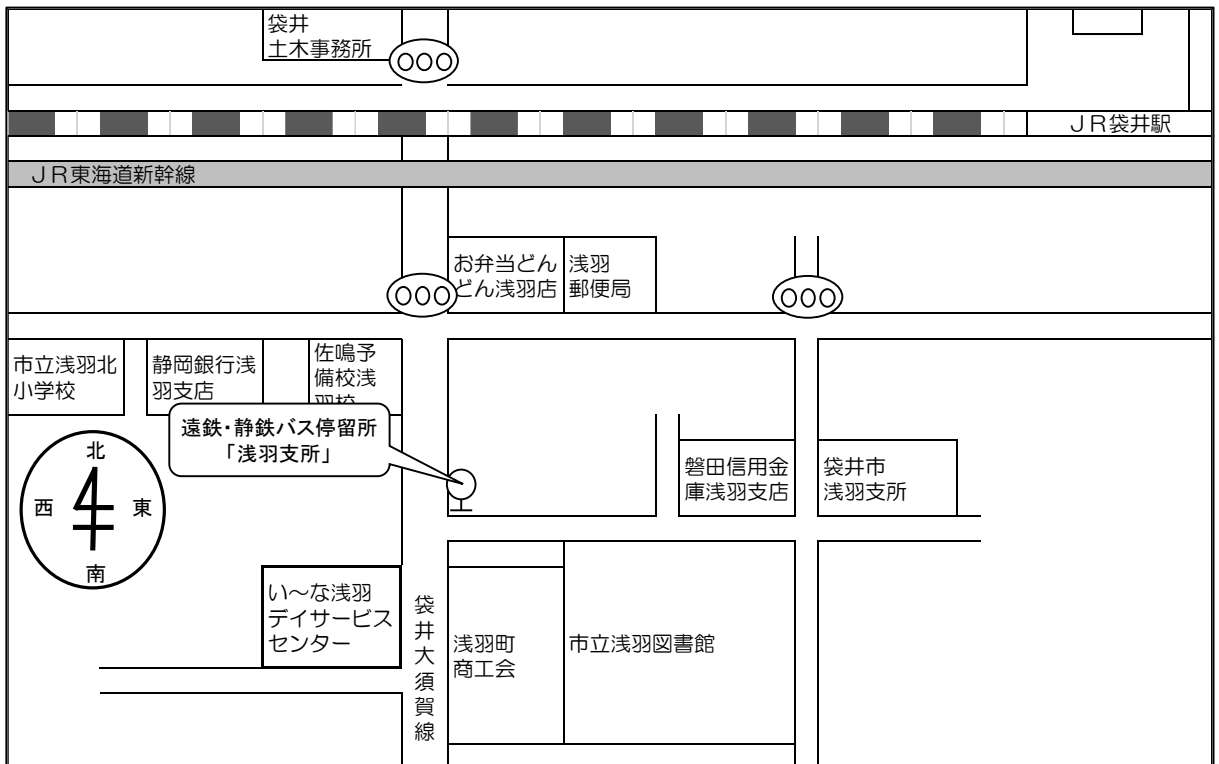 袋井
土木事務所
ＪＲ袋井駅
ＪＲ東海道新幹線
お弁当どん
どん浅羽店
浅羽
郵便局
市立浅羽北
小学校
静岡銀行浅
羽支店
佐鳴予
備校浅
羽校
遠鉄・静鉄バス停留所
「浅羽支所」
北
西
東
南
磐田信用金
庫浅羽支店
袋井市
浅羽支所
い～な浅羽
デイサービス
センター
袋井大須賀線
浅羽町
商工会
市立浅羽図書館